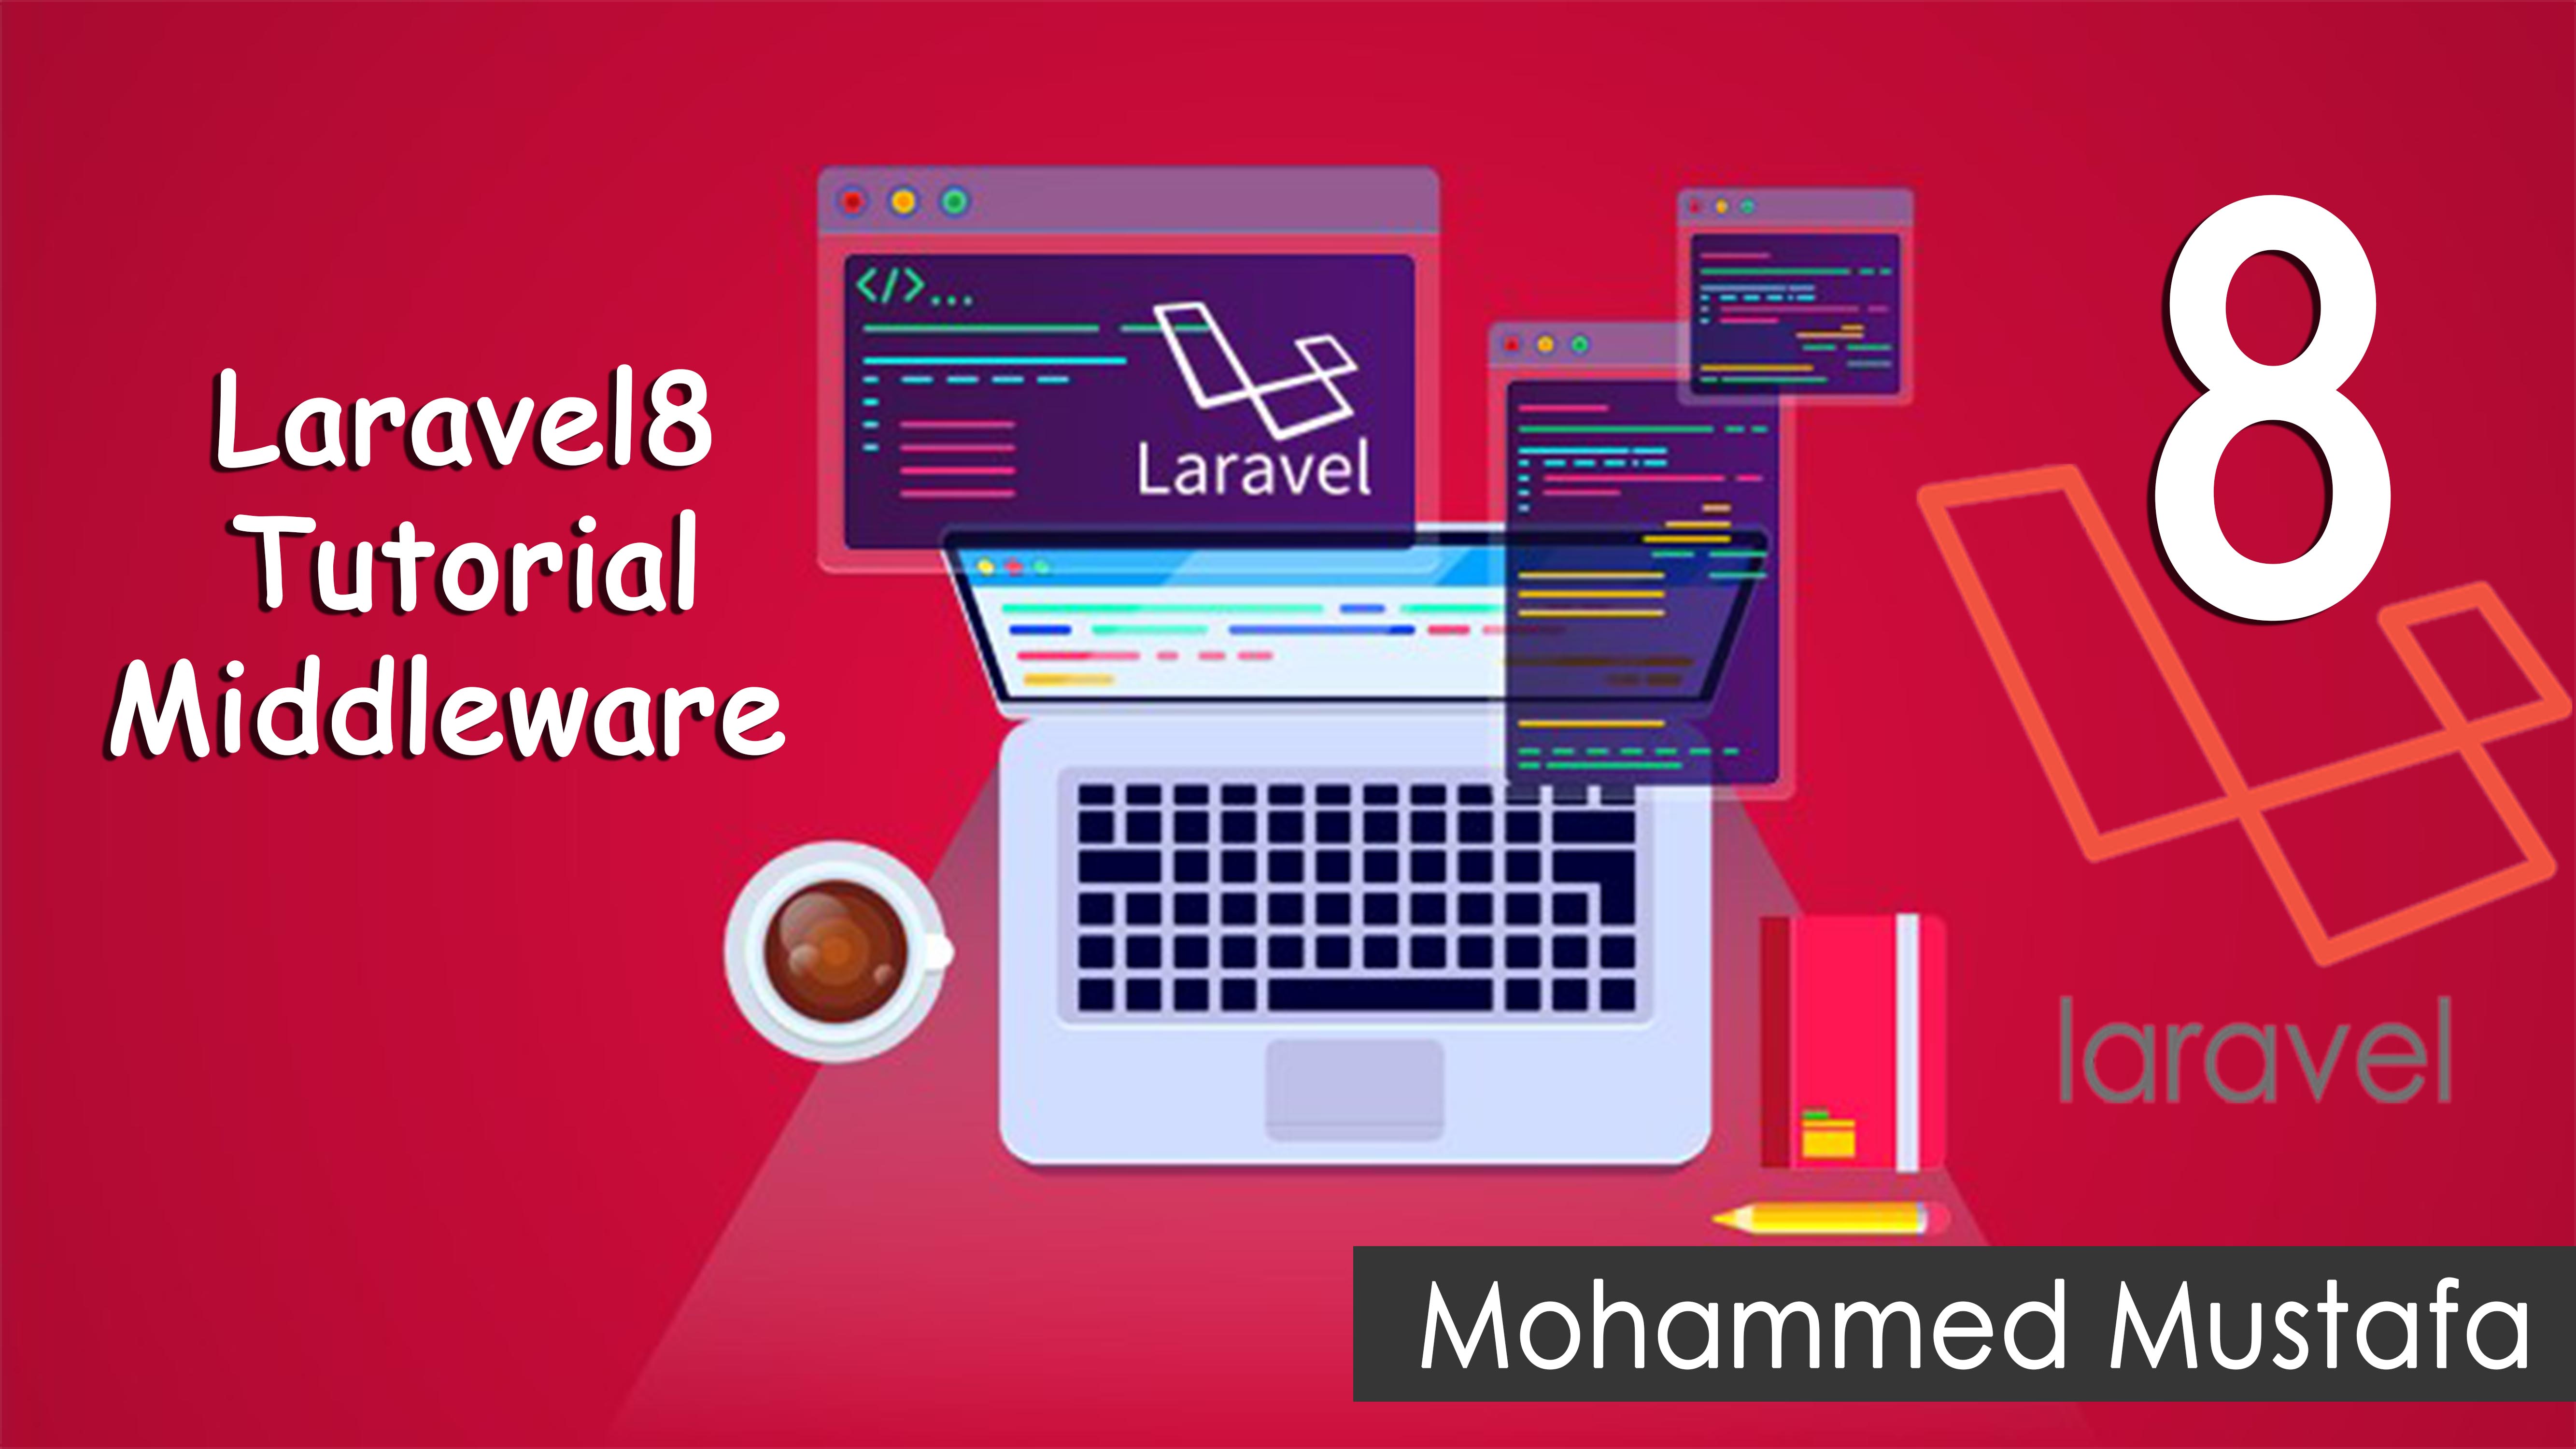 Laravel8
Tutorial
Middleware
</>...
Laravel
8
laravel
Mohammed Mustafa